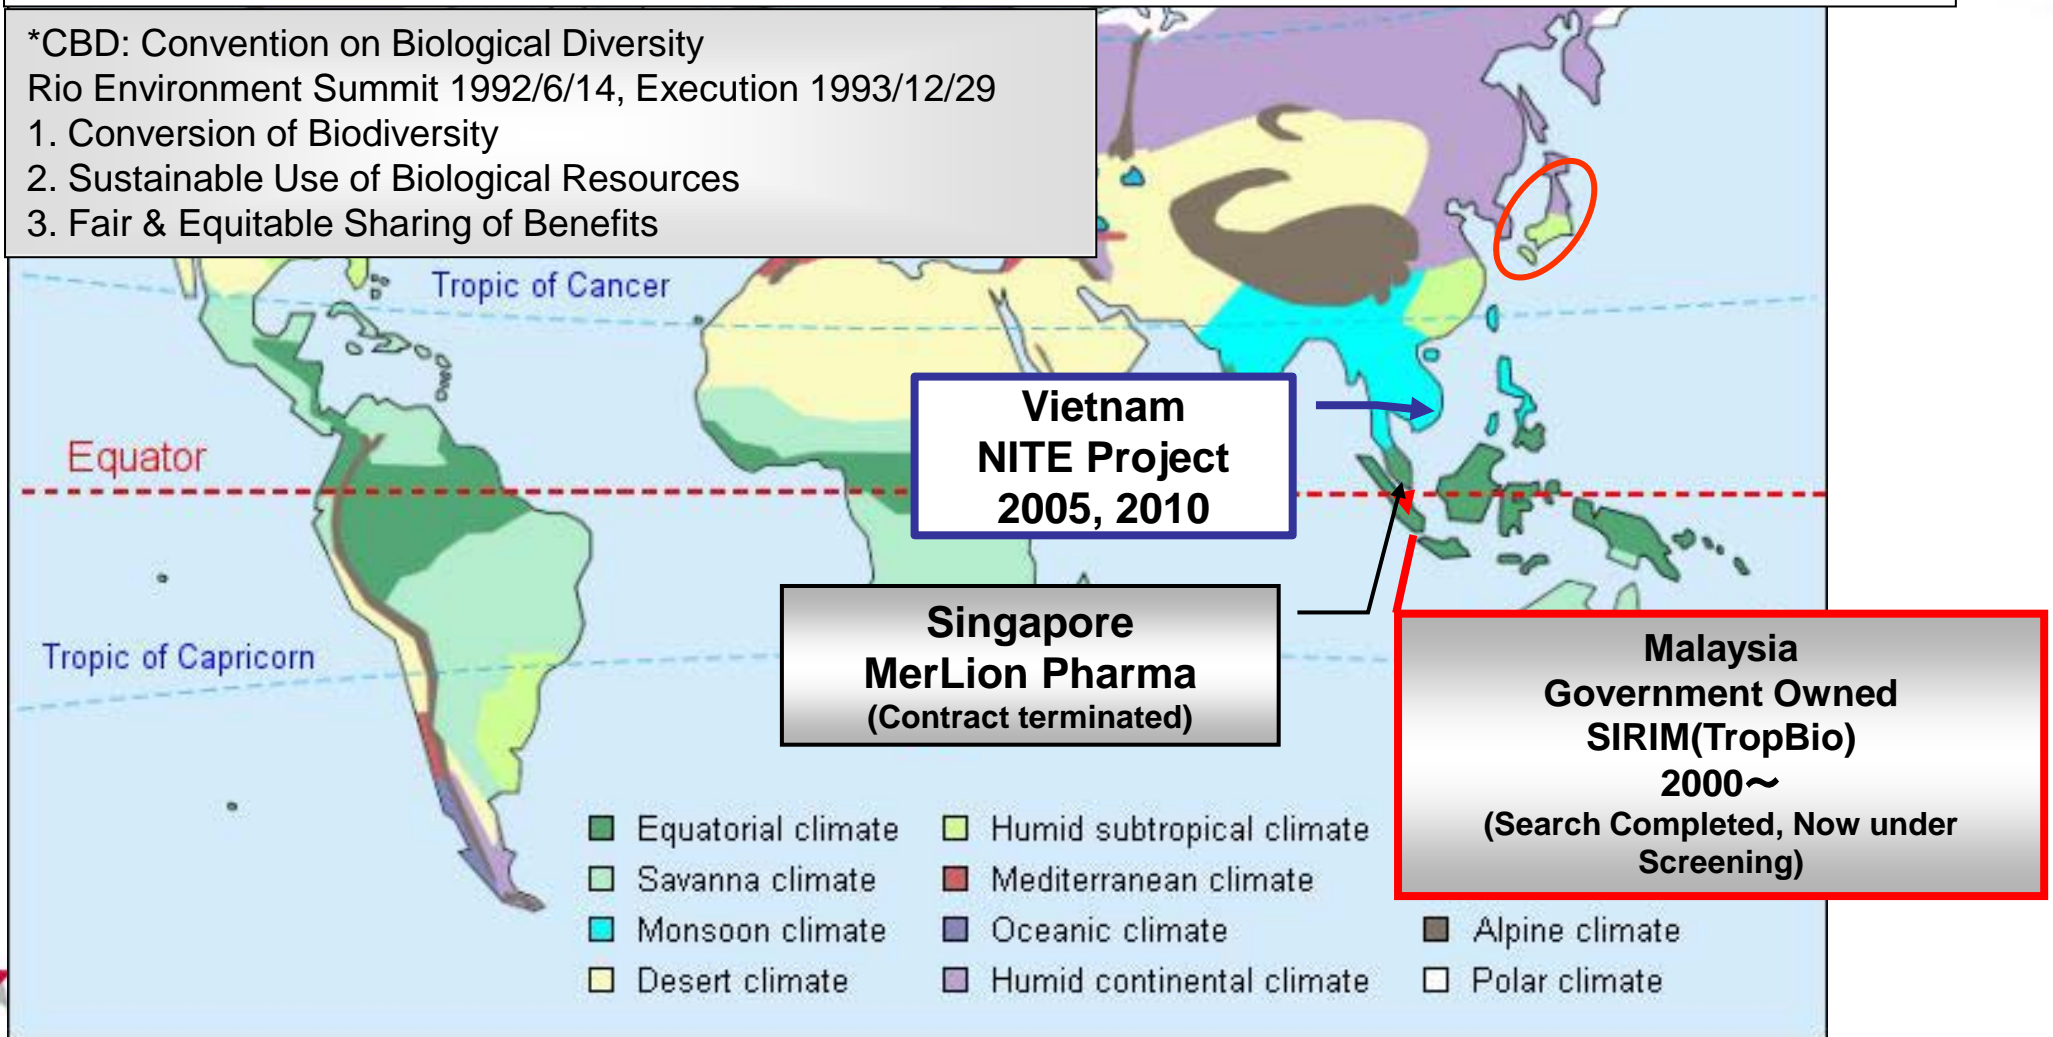 *CBD: Convention on Biological Diversity
Rio Environment Summit 1992/6/14, Execution 1993/12/29
1. Conversion of Biodiversity
2. Sustainable Use of Biological Resources
3. Fair & Equitable Sharing of Benefits
Tropic of Cancer
Vietnam
NITE Project
2005, 2010
Equator
Singapore
MerLion Pharma
(Contract terminated)
Tropic of Capricorn
Malaysia
Government Owned
SIRIM(TropBio)
2000～
(Search Completed, Now under
Screening)
Equatorial climate
Savanna climate
Monsoon climate
Desert climate
Humid subtropical climate
Mediterranean climate
Oceanic climate
Humid continental climate
Alpine climate
Polar climate